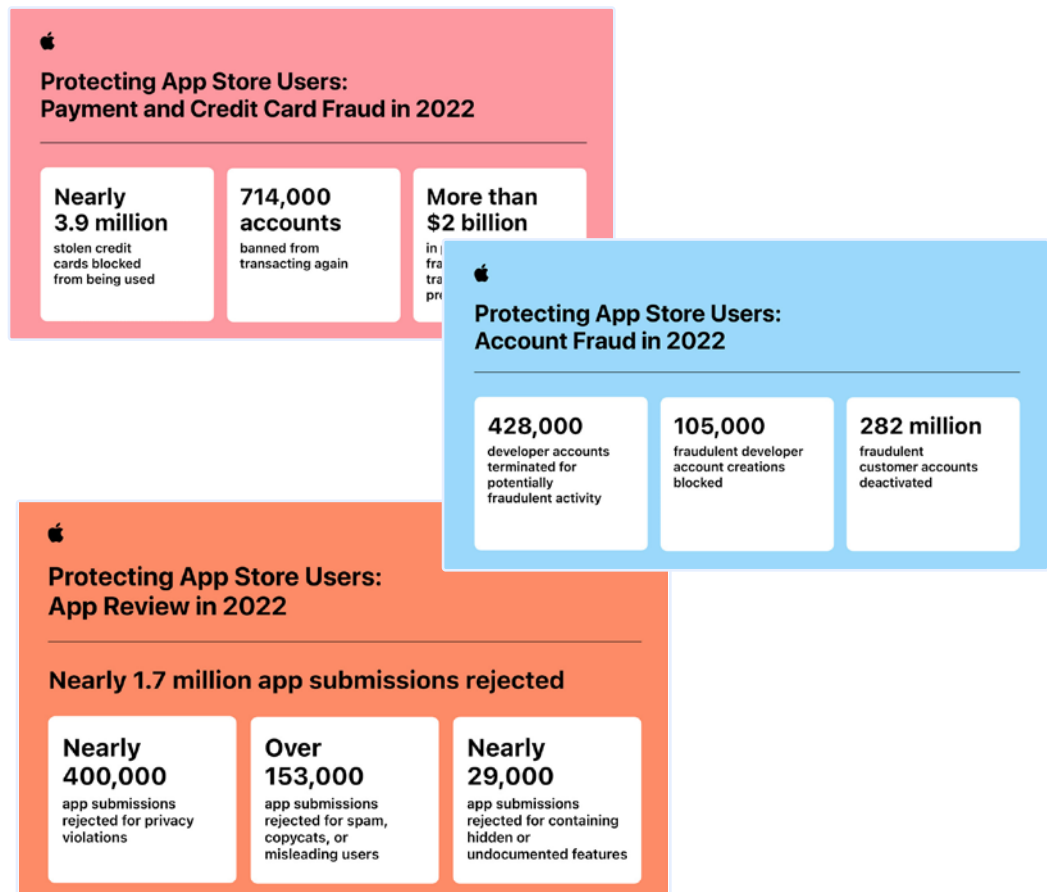 Protecting App Store Users:
Payment and Credit Card Fraud in 2022
Nearly
3.9 million
stolen credit
cards blocked
from being used
714,000
accounts
banned from
transacting again
More than
$2 billion
in
Protecting App Store Users:
Account Fraud in 2022
428,000
developer accounts
terminated for
potentially
fraudulent activity
105,000
fraudulent developer
account creations
blocked
282 million
fraudulent
customer accounts
deactivated
Protecting App Store Users:
App Review in 2022
Nearly 1.7 million app submissions rejected
Nearly
400,000
app submissions
rejected for privacy
violations
Over
153,000
app submissions
rejected for spam,
copycats, or
misleading users
Nearly
29,000
app submissions
rejected for containing
hidden or
undocumented features